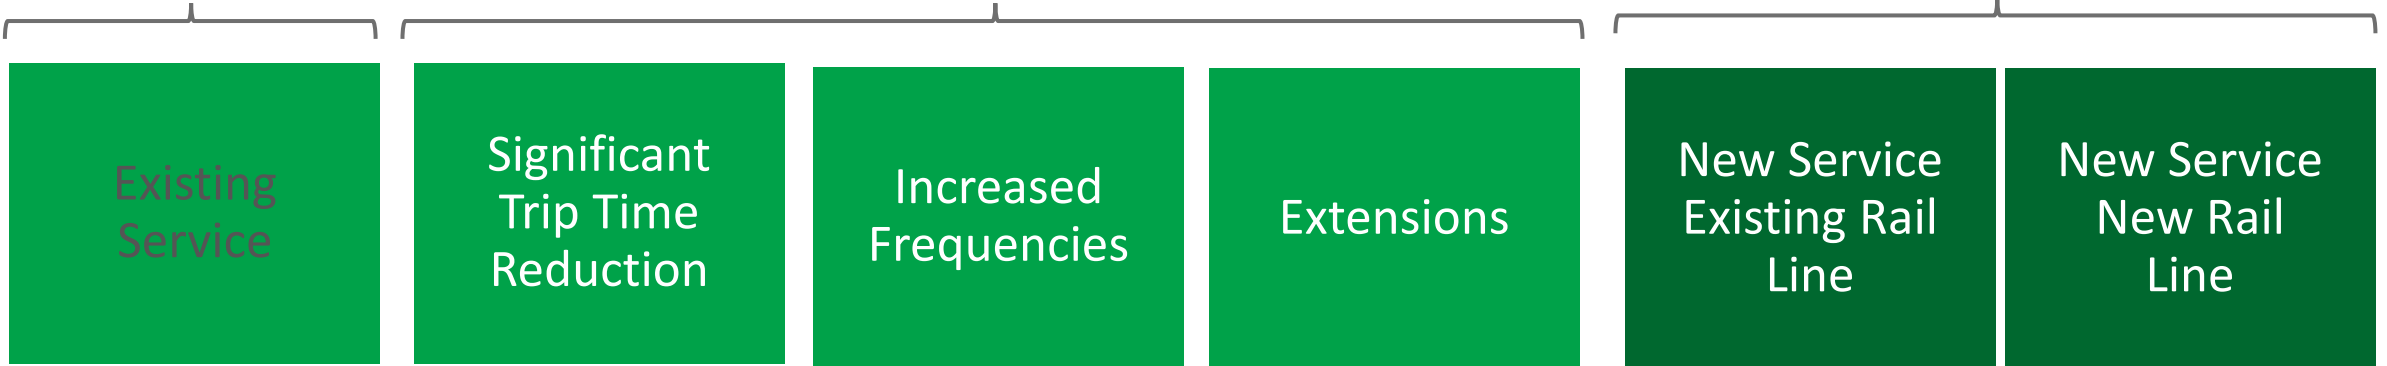 Existing
Service
Significant
Trip Time
Reduction
Increased
Frequencies
Extensions
New Service
Existing Rail
Line
New Service
New Rail
Line